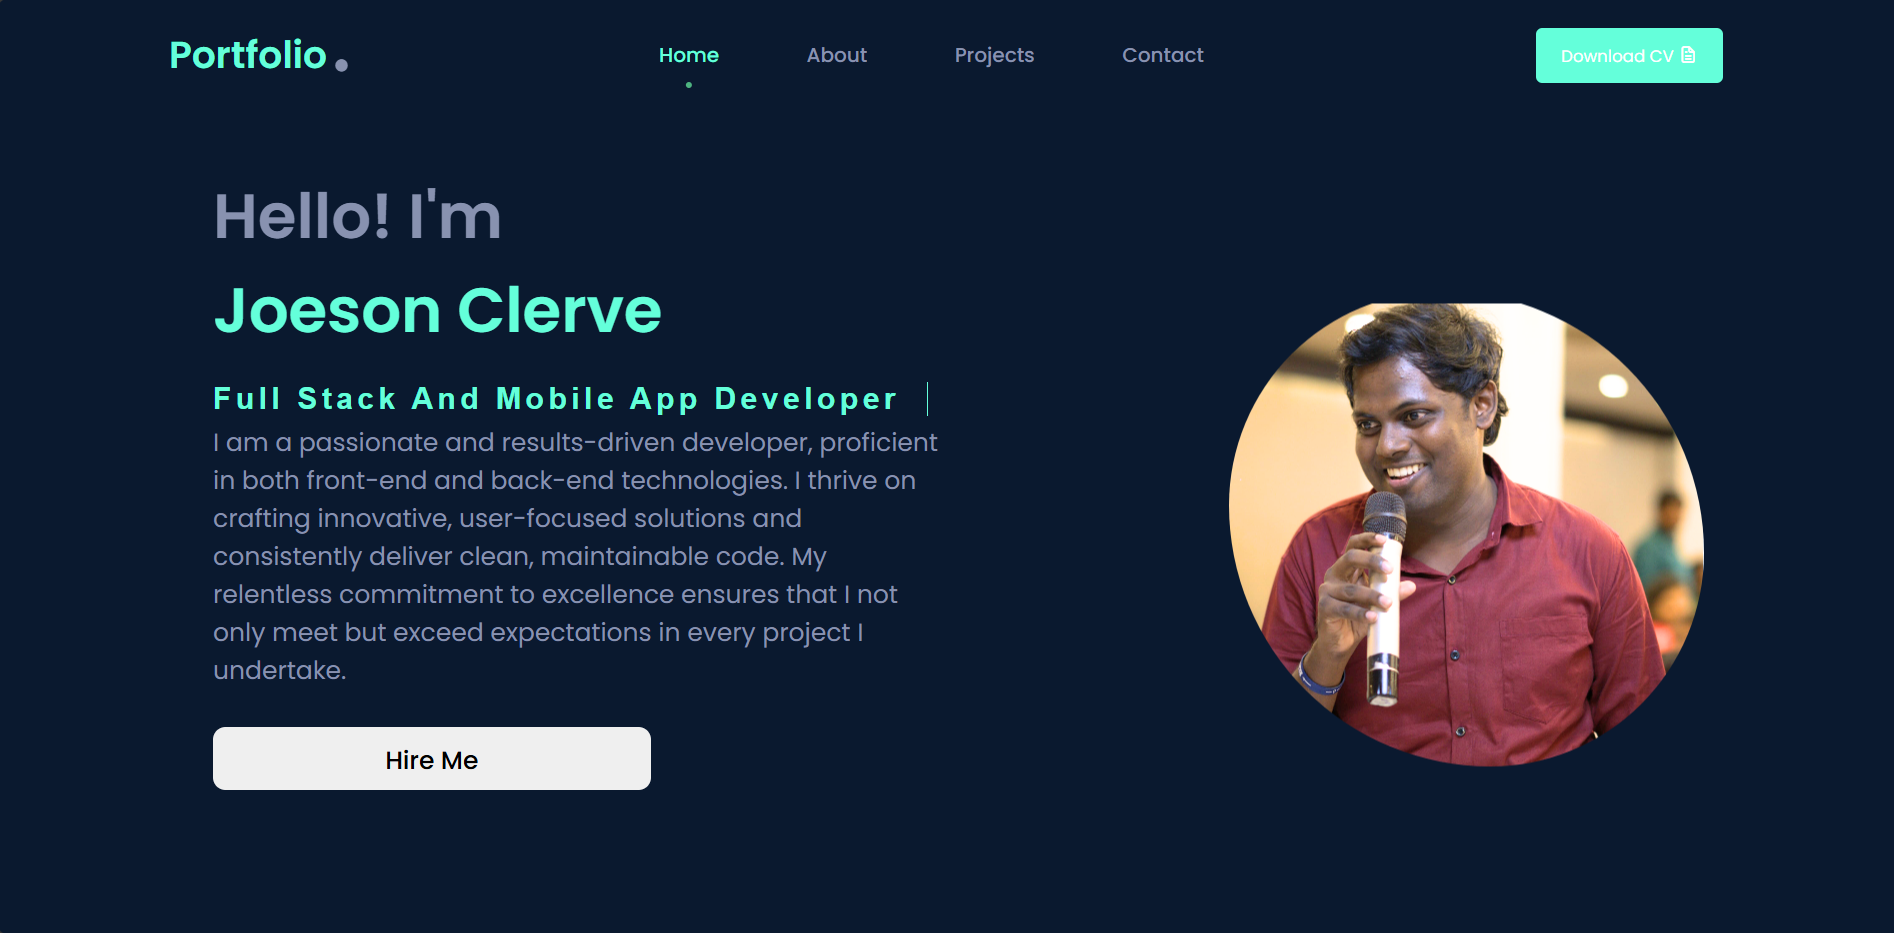 Portfolio.
Home
About
Projects
Contact
Download CV
Hello! I'm
Joeson Clerve
Full Stack And Mobile App Developer
I am a passionate and results-driven developer, proficient
in both front-end and back-end technologies. I thrive on
crafting innovative, user-focused solutions and
consistently deliver clean, maintainable code. My
relentless commitment to excellence ensures that I not
only meet but exceed expectations in every project I
undertake.
Hire Me